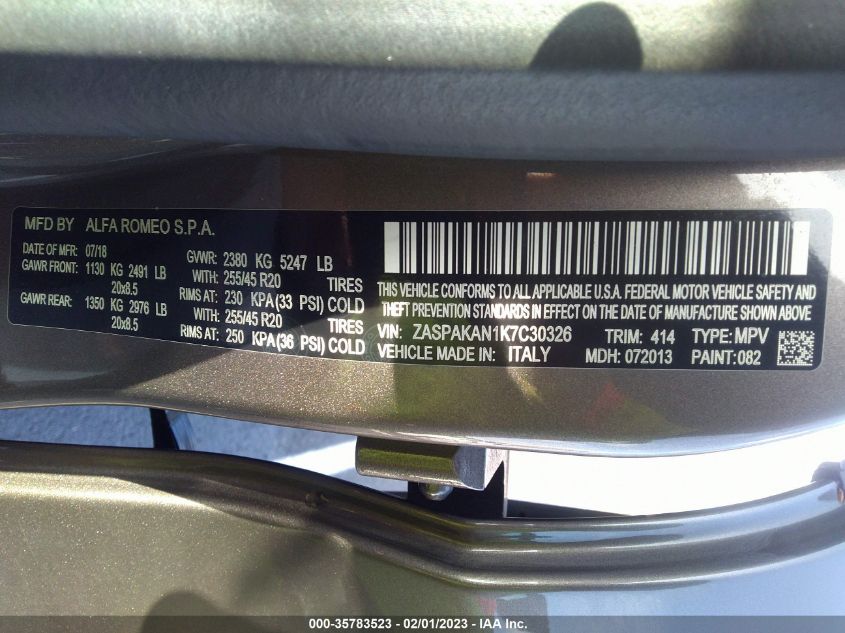 MFD BY ALFA ROMEO S.P.A.
DATE OF MFR: 07/18 GVWR: 2380 KG 5247 LB
GAWR FRONT: 1130 KG 2491 LB WITH: 255/45 R20 TIRES
20x8.5 RIMS AT: 230 KPA (33 PSI) COLD
GAWR REAR: 1350 KG 2976 LB WITH: 255/45 R20 TIRES
20x8.5 RIMS AT: 250 KPA (36 PSI) COLD
THIS VEHICLE CONFORMS TO ALL APPLICABLE U.S.A. FEDERAL MOTOR VEHICLE SAFETY AND
THEFT PREVENTION STANDARDS IN EFFECT ON THE DATE OF MANUFACTURE SHOWN ABOVE
VIN: ZASPAKAN1K7C30326 TRIM: 414 TYPE: MPV
VEHICLE MADE IN: ITALY MDH: 072013 PAINT: 082
000-35783523 - 02/01/2023 - IAA Inc.